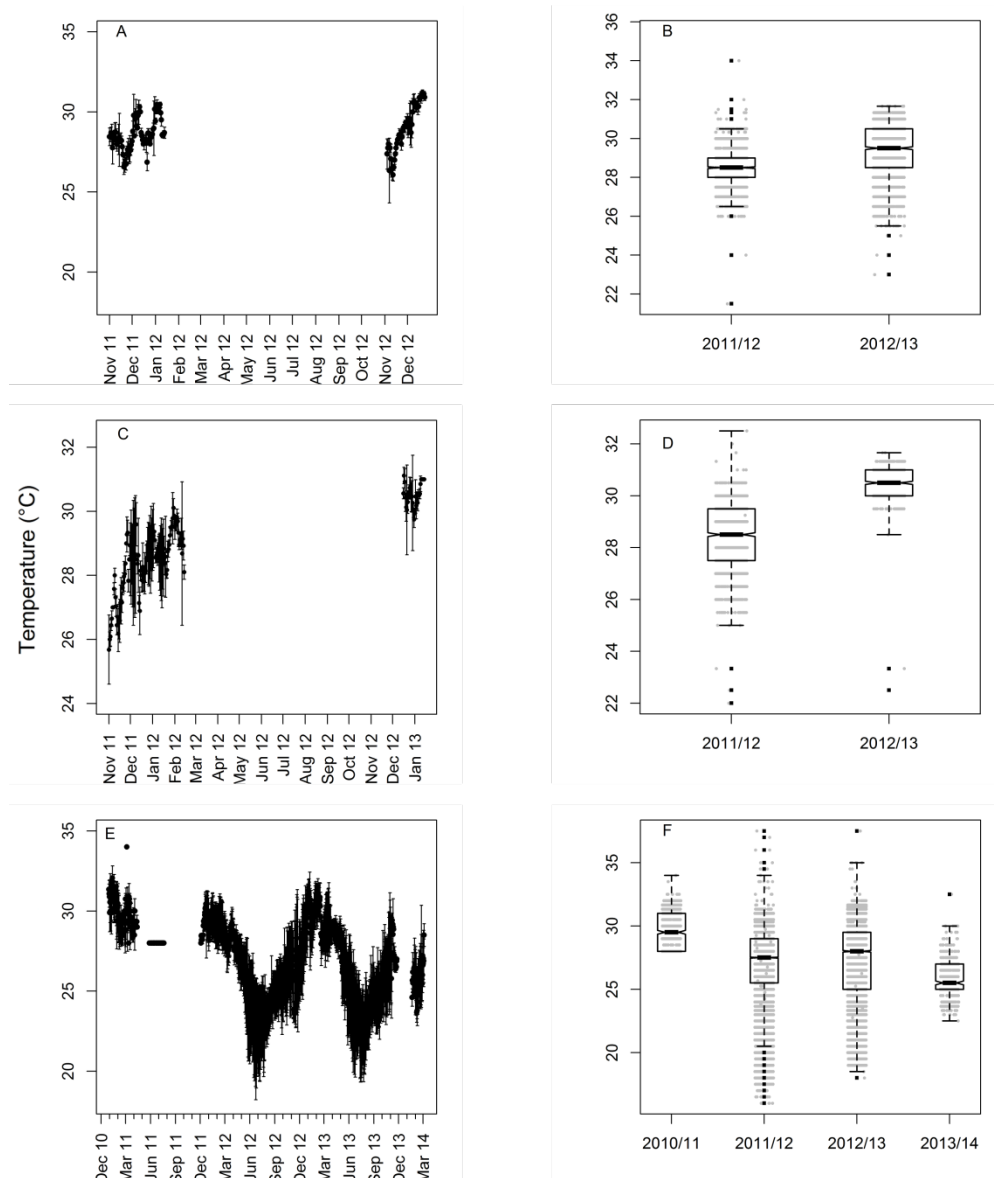 A
35
30
25
20
Nov 11
Dec 11
Jan 12
Feb 12
Mar 12
Apr 12
May 12
Jun 12
Jul 12
Aug 12
Sep 12
Oct 12
Nov 12
Dec 12
B
36
34
32
30
28
26
24
22
2011/12
2012/13
Temperature (°C)
C
32
30
28
26
24
Nov 11
Dec 11
Jan 12
Feb 12
Mar 12
Apr 12
May 12
Jun 12
Jul 12
Aug 12
Sep 12
Oct 12
Nov 12
Dec 12
Jan 13
D
32
30
28
26
24
22
2011/12
2012/13
E
35
30
25
20
Dec 10
Mar 11
Jun 11
Sep 11
Dec 11
Mar 12
Jun 12
Sep 12
Dec 12
Mar 13
Jun 13
Sep 13
Dec 13
Mar 14
F
35
30
25
20
2010/11
2011/12
2012/13
2013/14